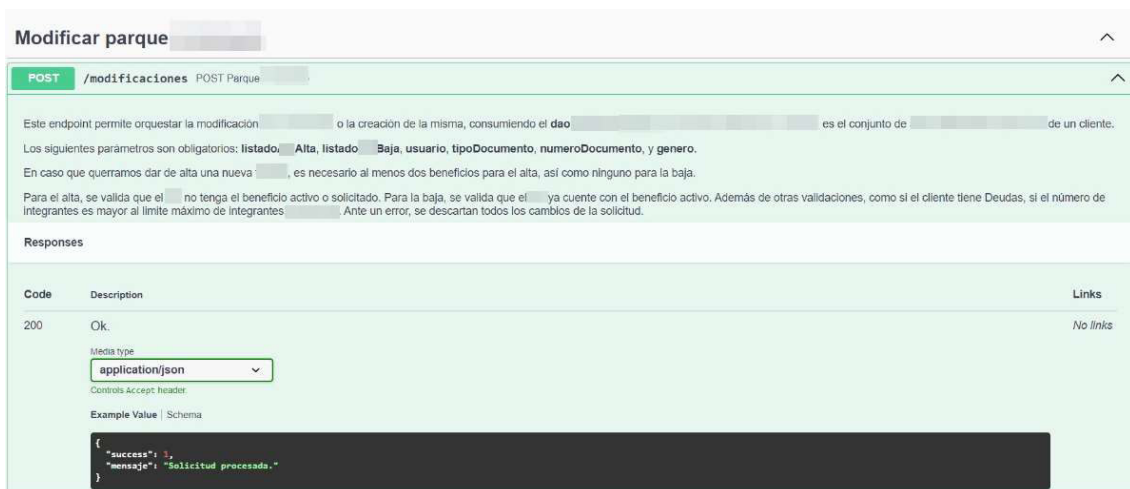 Modificar parque
POST /modificaciones POST Parque
Este endpoint permite orquestar la modificación o la creación de la misma, consumiendo el dao es el conjunto de de un cliente.
Los siguientes parámetros son obligatorios: listado Alta, listado Baja, usuario, tipoDocumento, numeroDocumento, y genero.
En caso que querramos dar de alta una nueva , es necesario al menos dos beneficios para el alta, así como ninguno para la baja.
Para el alta, se valida que el no tenga el beneficio activo o solicitado. Para la baja, se valida que el ya cuente con el beneficio activo. Además de otras validaciones, como si el cliente tiene Deudas, si el número de
integrantes es mayor al límite máximo de integrantes . Ante un error, se descartan todos los cambios de la solicitud.
Responses
Code Description Links
200 Ok. No links
Media type
application/json
Controls Accept header.
Example Value | Schema
{
"success": 1,
"mensaje": "Solicitud procesada."
}